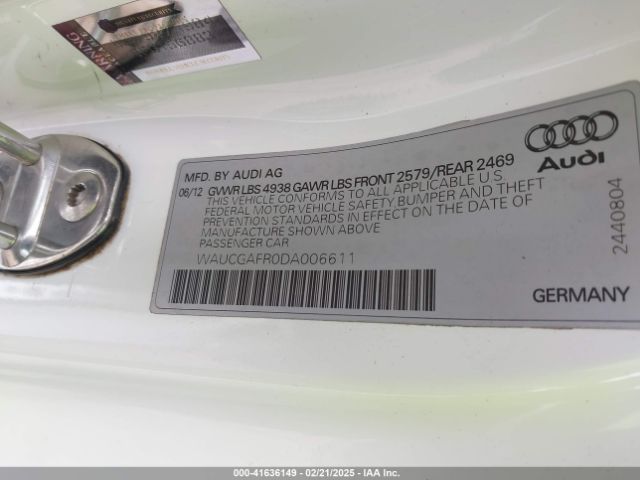 WARNING
MFD. BY AUDI AG
06/12 GVWR LBS 4938 GAWR LBS FRONT 2579/REAR 2469
THIS VEHICLE CONFORMS TO ALL APPLICABLE U.S.
FEDERAL MOTOR VEHICLE SAFETY, BUMPER AND THEFT
PREVENTION STANDARDS IN EFFECT ON THE DATE OF
MANUFACTURE SHOWN ABOVE
PASSENGER CAR
WAUCGAFR0DA006611
Audi
2440804
GERMANY
000-41636149 - 02/21/2025 - IAA Inc.